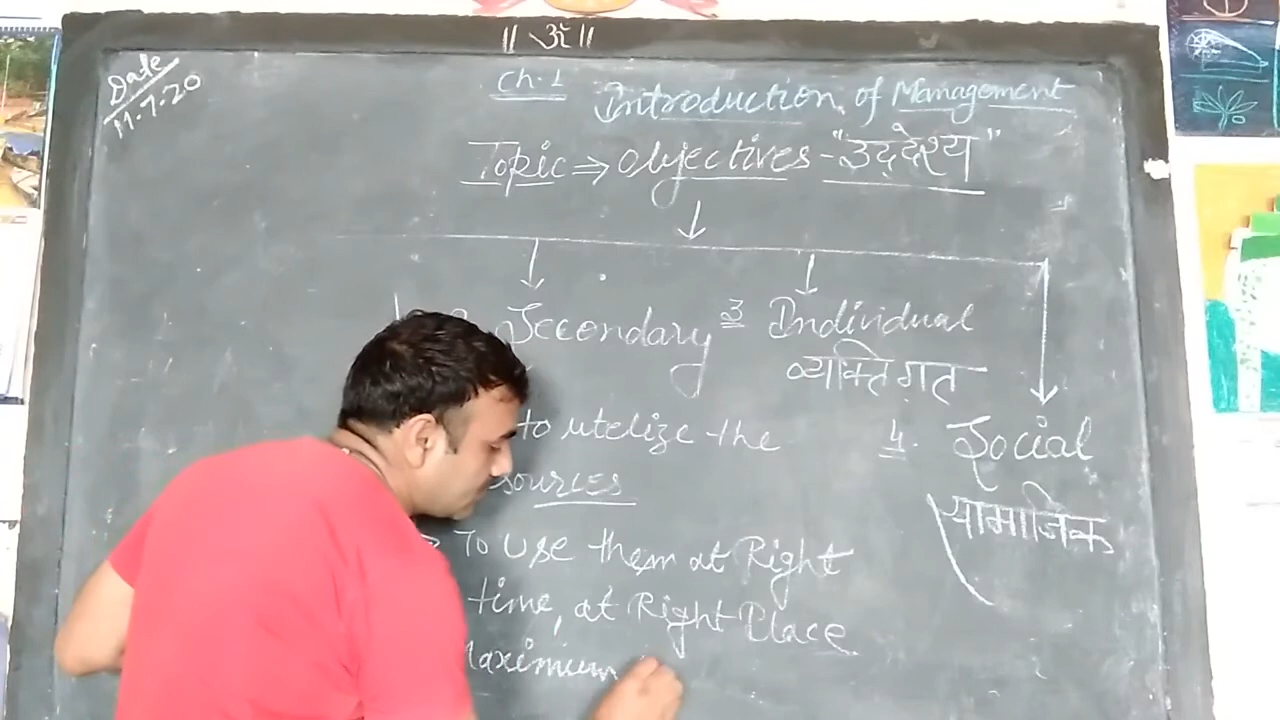 || ॐ ||
Date
11.7.20
Ch. 1 Introduction of Management
Topic ⇒ Objectives - "उद्देश्य"
Secondary 3 Individual
व्यक्तिगत
to utelize the
4. Social
sources
सामाजिक
To use them at Right
time, at Right Place
Maximum